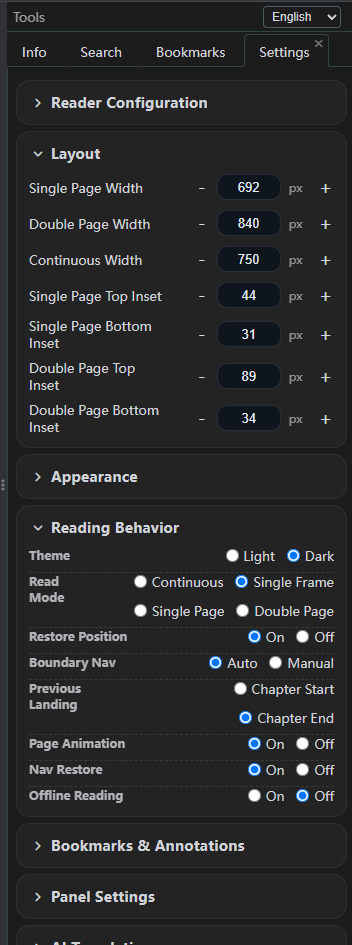 Tools English
Info Search Bookmarks Settings ×
Reader Configuration
Layout
Single Page Width - 692 px +
Double Page Width - 840 px +
Continuous Width - 750 px +
Single Page Top Inset - 44 px +
Single Page Bottom
Inset - 31 px +
Double Page Top
Inset - 89 px +
Double Page Bottom
Inset - 34 px +
Appearance
Reading Behavior
Theme Light Dark
Read
Mode Continuous Single Frame
Single Page Double Page
Restore Position On Off
Boundary Nav Auto Manual
Previous
Landing Chapter Start
Chapter End
Page Animation On Off
Nav Restore On Off
Offline Reading On Off
Bookmarks & Annotations
Panel Settings